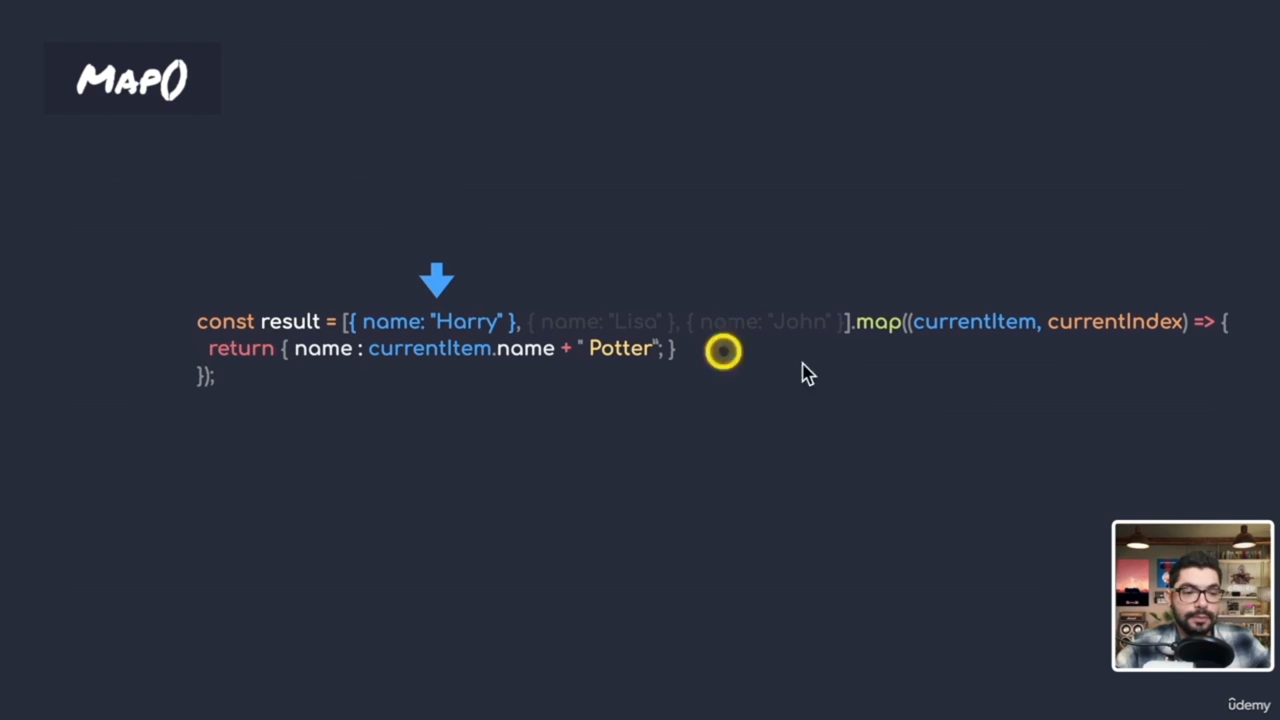 MAP()
const result = [{ name: "Harry" }, { name: "Lisa" }, { name: "John" }].map((currentItem, currentIndex) => {
return { name : currentItem.name + " Potter"; }
});
ûdemy